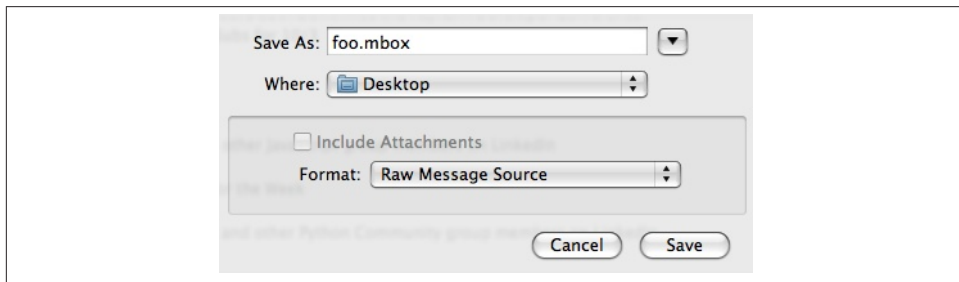 Save As: foo.mbox
Where: Desktop
Include Attachments
Format: Raw Message Source
Cancel Save